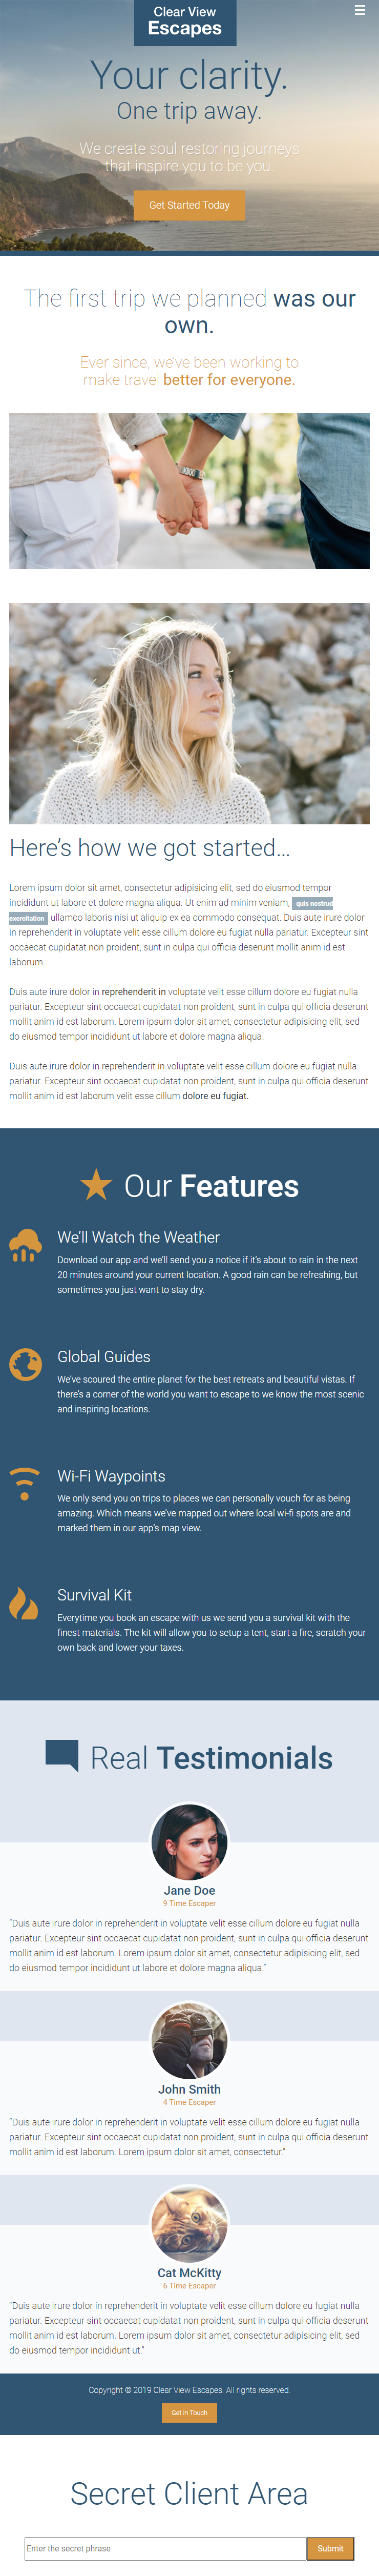 Clear View
Escapes
☰
Your clarity.
One trip away.
We create soul restoring journeys
that inspire you to be you.
Get Started Today
The first trip we planned was our
own.
Ever since, we've been working to
make travel better for everyone.
Here's how we got started...
Lorem ipsum dolor sit amet, consectetur adipisicing elit, sed do eiusmod tempor
incididunt ut labore et dolore magna aliqua. Ut enim ad minim veniam, quis nostrud
exercitation ullamco laboris nisi ut aliquip ex ea commodo consequat. Duis aute irure dolor
in reprehenderit in voluptate velit esse cillum dolore eu fugiat nulla pariatur. Excepteur sint
occaecat cupidatat non proident, sunt in culpa qui officia deserunt mollit anim id est
laborum.
Duis aute irure dolor in reprehenderit in voluptate velit esse cillum dolore eu fugiat nulla
pariatur. Excepteur sint occaecat cupidatat non proident, sunt in culpa qui officia deserunt
mollit anim id est laborum. Lorem ipsum dolor sit amet, consectetur adipisicing elit, sed
do eiusmod tempor incididunt ut labore et dolore magna aliqua.
Duis aute irure dolor in reprehenderit in voluptate velit esse cillum dolore eu fugiat nulla
pariatur. Excepteur sint occaecat cupidatat non proident, sunt in culpa qui officia deserunt
mollit anim id est laborum velit esse cillum dolore eu fugiat.
Our Features
We'll Watch the Weather
Download our app and we'll send you a notice if it's about to rain in the next
20 minutes around your current location. A good rain can be refreshing, but
sometimes you just want to stay dry.
Global Guides
We've scoured the entire planet for the best retreats and beautiful vistas. If
there's a corner of the world you want to escape to we know the most scenic
and inspiring locations.
Wi-Fi Waypoints
We only send you on trips to places we can personally vouch for as being
amazing. Which means we've mapped out where local wi-fi spots are and
marked them in our app's map view.
Survival Kit
Everytime you book an escape with us we send you a survival kit with the
finest materials. The kit will allow you to setup a tent, start a fire, scratch your
own back and lower your taxes.
Real Testimonials
Jane Doe
9 Time Escaper
"Duis aute irure dolor in reprehenderit in voluptate velit esse cillum dolore eu fugiat nulla
pariatur. Excepteur sint occaecat cupidatat non proident, sunt in culpa qui officia deserunt
mollit anim id est laborum. Lorem ipsum dolor sit amet, consectetur adipisicing elit, sed
do eiusmod tempor incididunt ut labore et dolore magna aliqua."
John Smith
4 Time Escaper
"Duis aute irure dolor in reprehenderit in voluptate velit esse cillum dolore eu fugiat nulla
pariatur. Excepteur sint occaecat cupidatat non proident, sunt in culpa qui officia deserunt
mollit anim id est laborum. Lorem ipsum dolor sit amet, consectetur."
Cat McKitty
6 Time Escaper
"Duis aute irure dolor in reprehenderit in voluptate velit esse cillum dolore eu fugiat nulla
pariatur. Excepteur sint occaecat cupidatat non proident, sunt in culpa qui officia deserunt
mollit anim id est laborum. Lorem ipsum dolor sit amet, consectetur adipisicing elit, sed
do eiusmod tempor incididunt ut."
Copyright © 2019 Clear View Escapes. All rights reserved.
Get in Touch
Secret Client Area
Enter the secret phrase
Submit